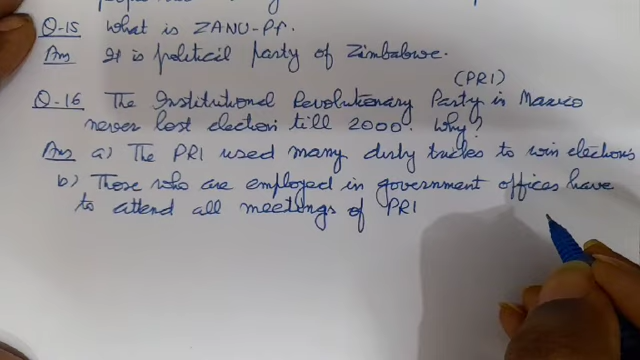 Q-15 What is ZANU-Pf.
Ans It is political party of Zimbabwe.
(PRI)
Q-16 The Institutional Revolutionary Party in Mexico
never lost election till 2000. Why?
Ans a) The PRI used many dirty tricks to win elections
b) Those who are employed in government offices have
to attend all meetings of PRI